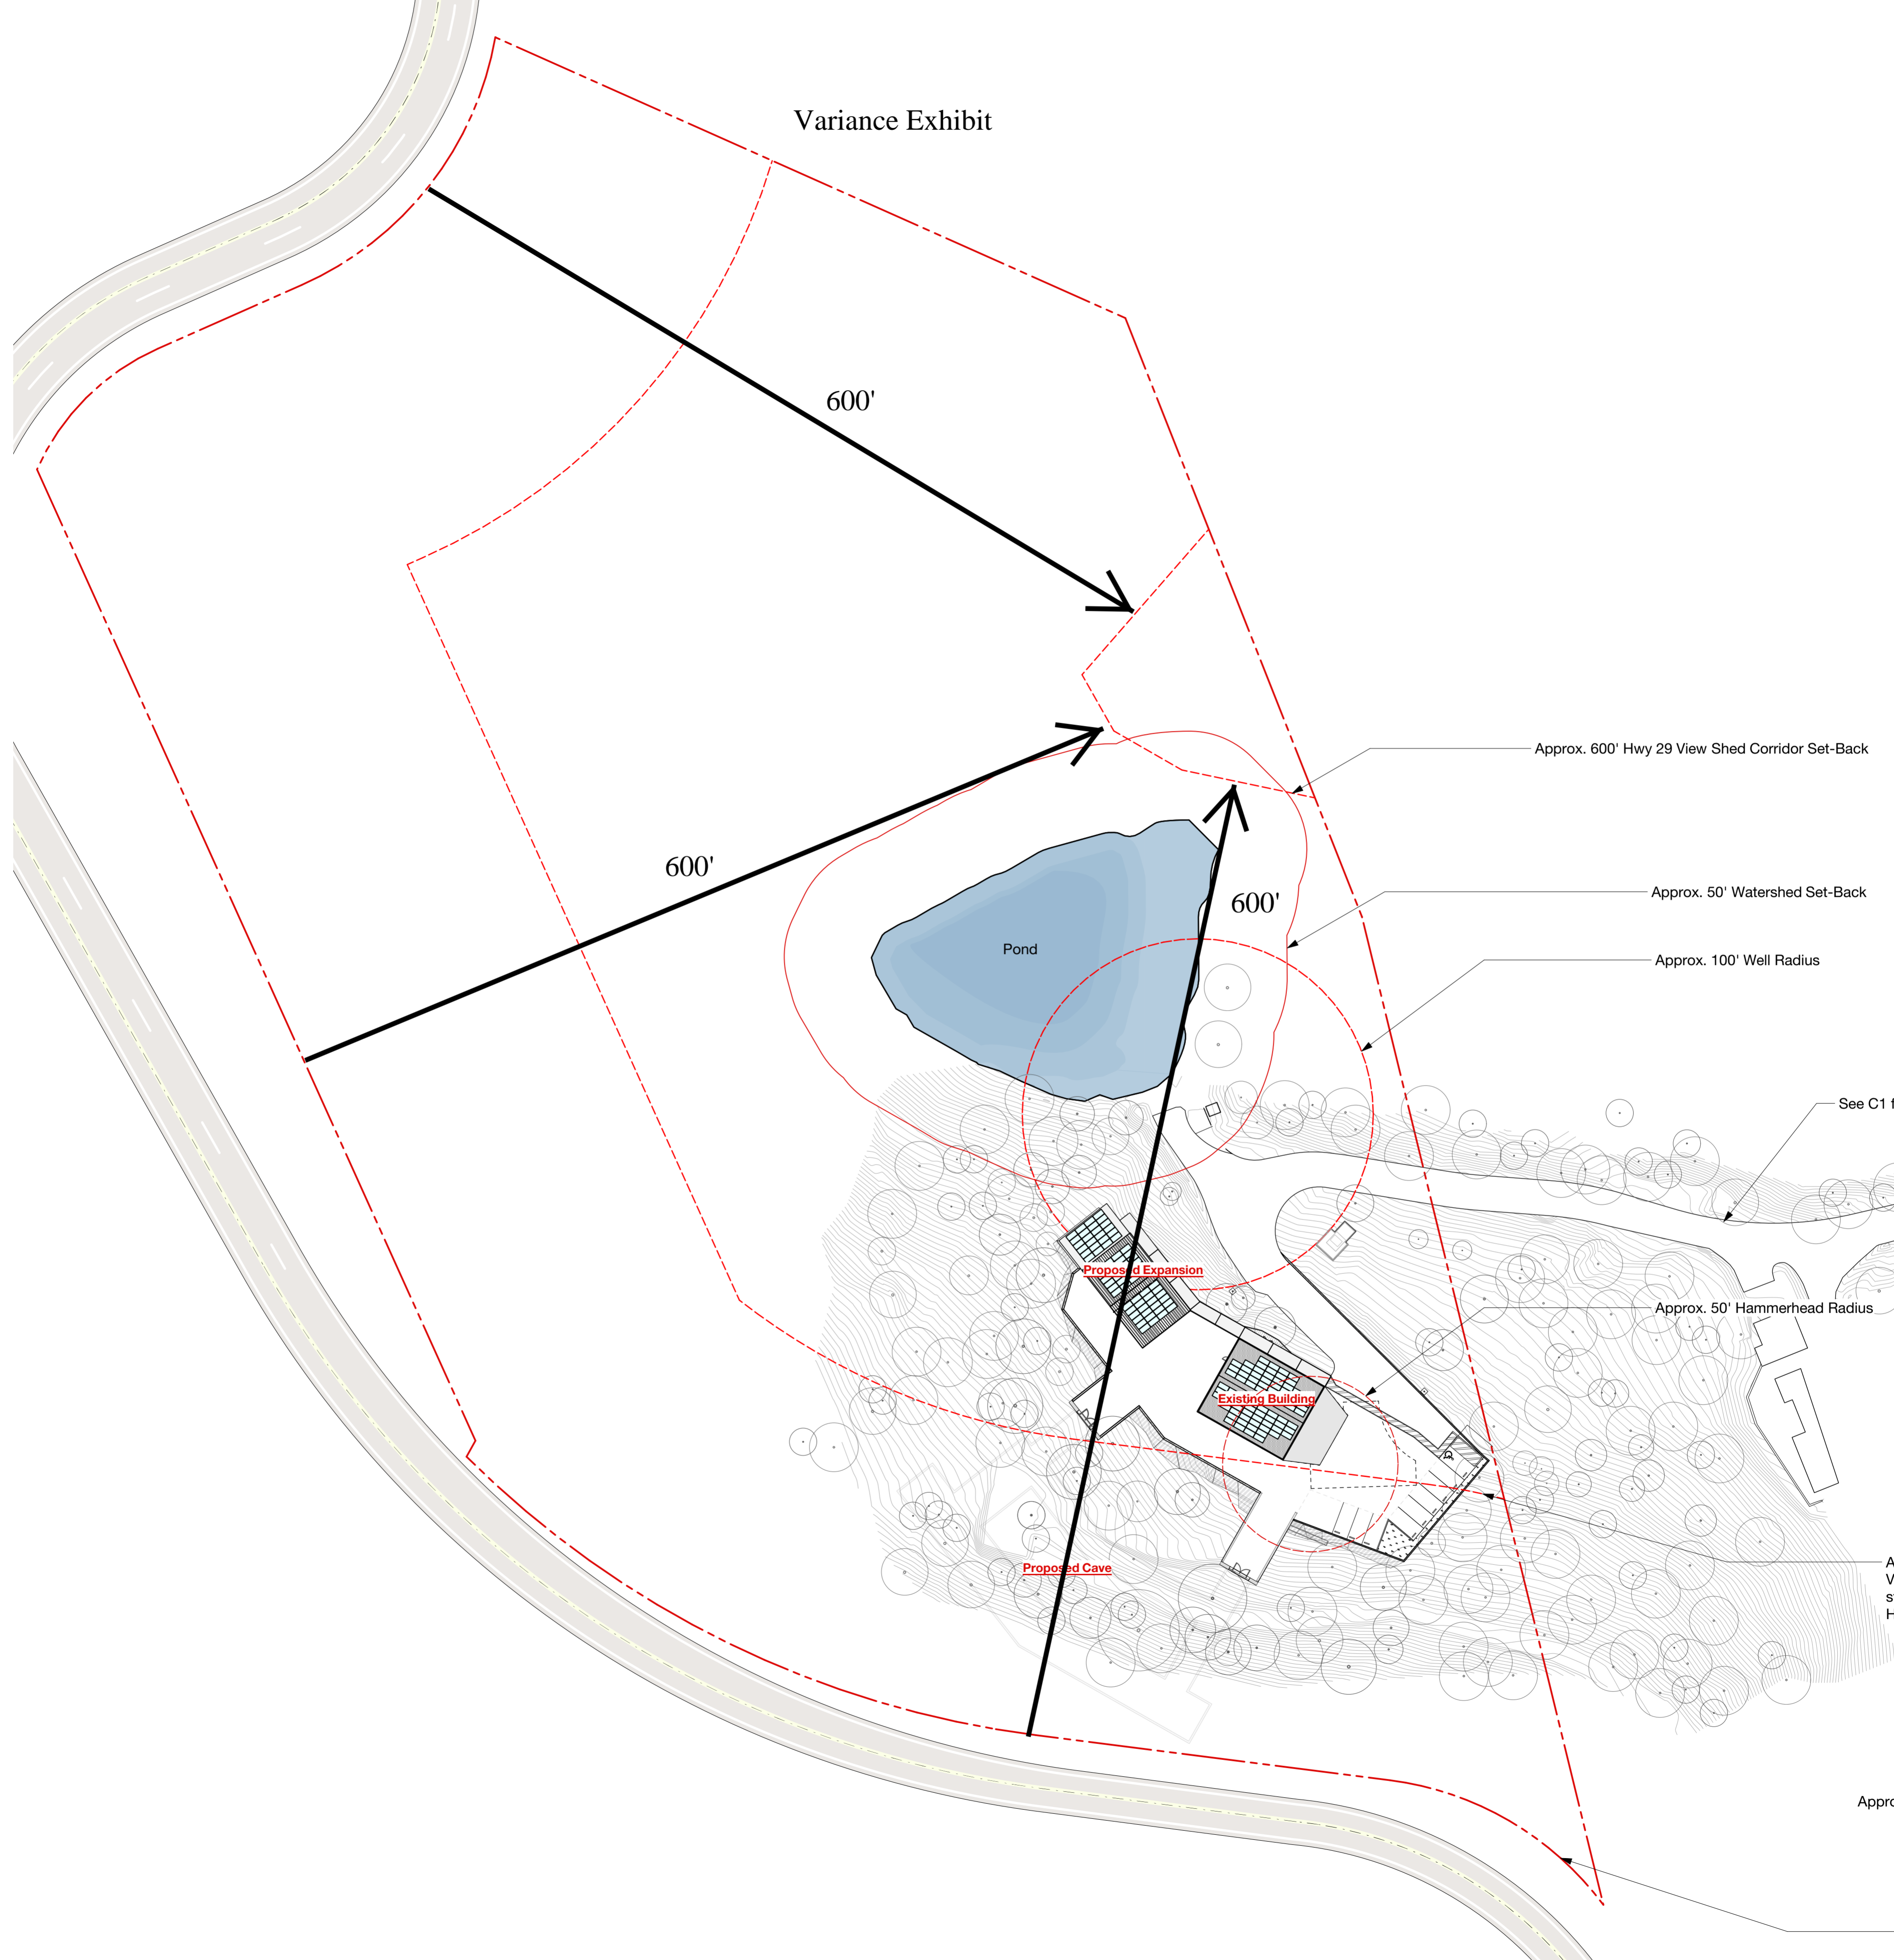 Variance Exhibit
600'
Approx. 600' Hwy 29 View Shed Corridor Set-Back
600'
Approx. 50' Watershed Set-Back
600'
Pond
Approx. 100' Well Radius
See C1 f
Proposed Expansion
Approx. 50' Hammerhead Radius
Existing Building
Proposed Cave
A
V
s
H
Appro